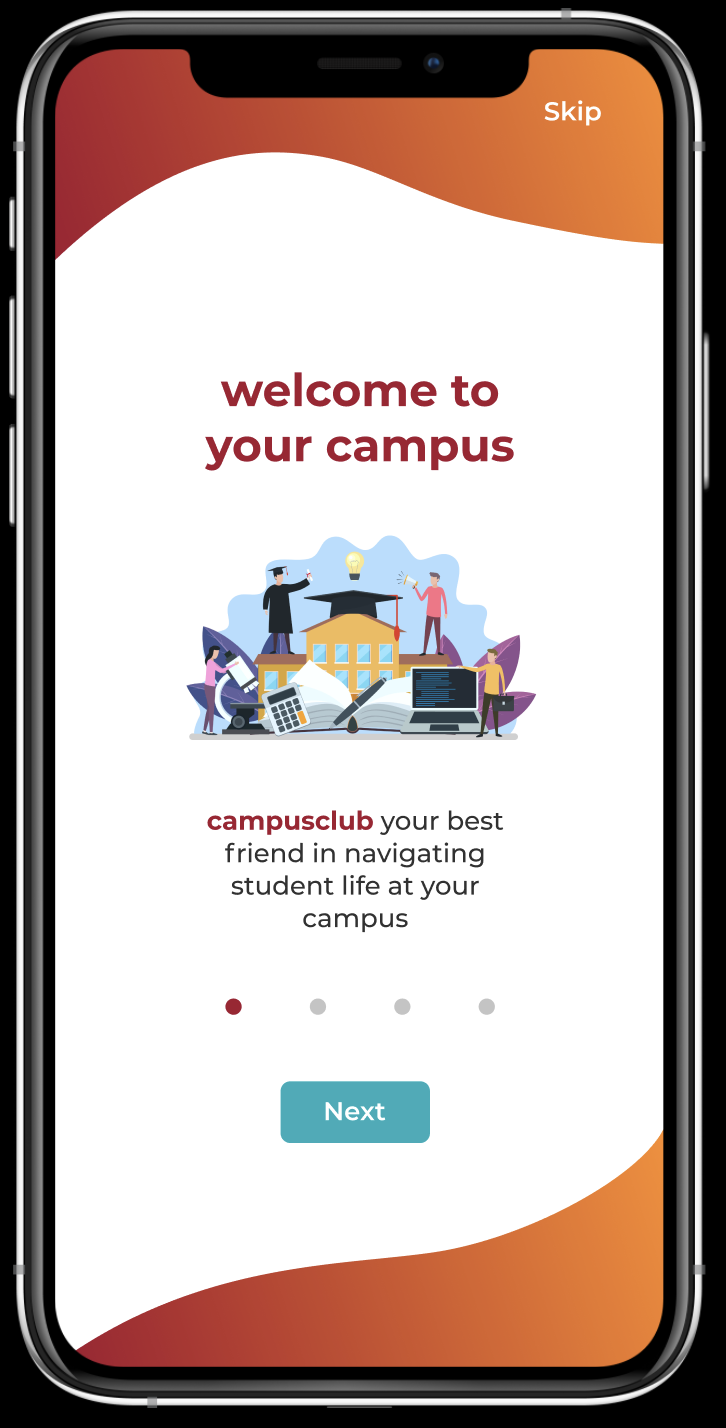 Skip
welcome to
your campus
campusclub your best
friend in navigating
student life at your
campus
Next